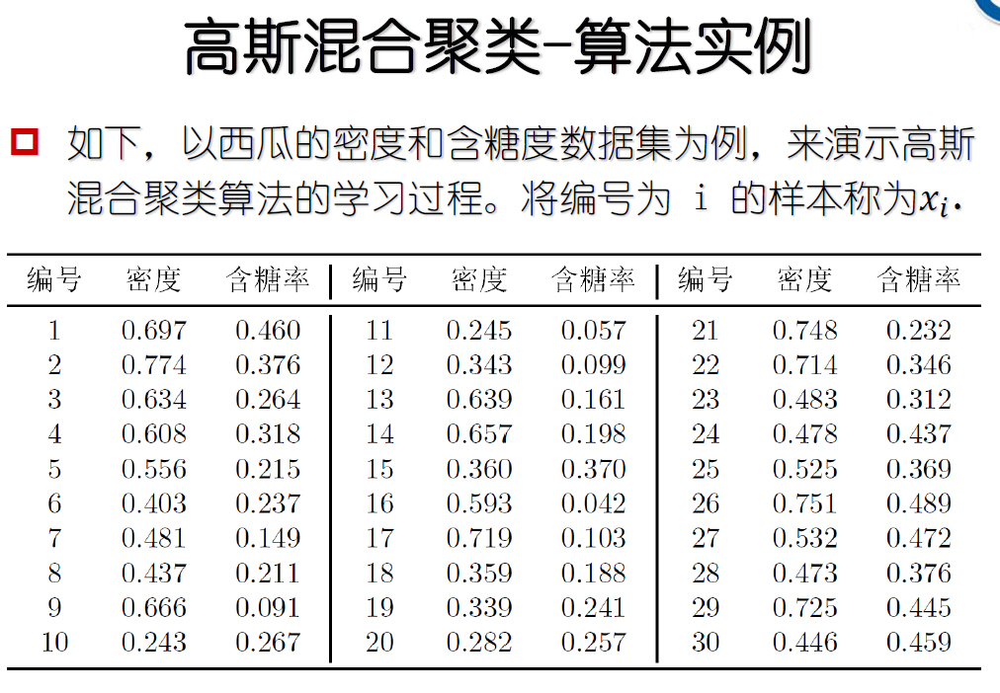 高斯混合聚类-算法实例
如下，以西瓜的密度和含糖度数据集为例，来演示高斯
混合聚类算法的学习过程。将编号为 i 的样本称为xᵢ.
编号 密度 含糖率 编号 密度 含糖率 编号 密度 含糖率
1 0.697 0.460 11 0.245 0.057 21 0.748 0.232
2 0.774 0.376 12 0.343 0.099 22 0.714 0.346
3 0.634 0.264 13 0.639 0.161 23 0.483 0.312
4 0.608 0.318 14 0.657 0.198 24 0.478 0.437
5 0.556 0.215 15 0.360 0.370 25 0.525 0.369
6 0.403 0.237 16 0.593 0.042 26 0.751 0.489
7 0.481 0.149 17 0.719 0.103 27 0.532 0.472
8 0.437 0.211 18 0.359 0.188 28 0.473 0.376
9 0.666 0.091 19 0.339 0.241 29 0.725 0.445
10 0.243 0.267 20 0.282 0.257 30 0.446 0.459